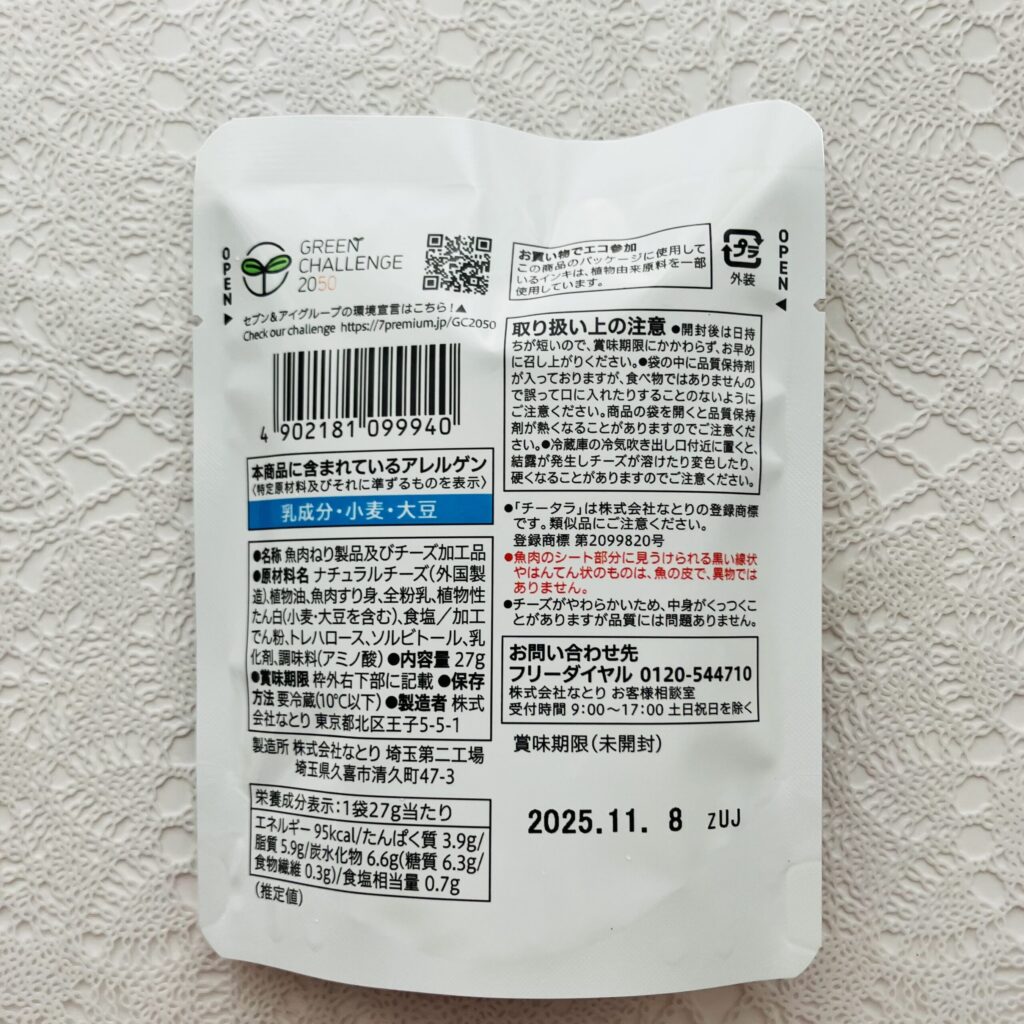 OPEN
GREEN
CHALLENGE
2050
セブン&アイグループの環境宣言はこちら!▲
Check our challenge https://7premium.jp/GC2050
4 902181 099940
本商品に含まれているアレルゲン
〈特定原材料及びそれに準ずるものを表示〉
乳成分・小麦・大豆
●名称 魚肉ねり製品及びチーズ加工品
●原材料名 ナチュラルチーズ(外国製
造)、植物油、魚肉すり身、全粉乳、植物性
たん白(小麦・大豆を含む)、食塩/加工
でん粉、トレハロース、ソルビトール、乳
化剤、調味料(アミノ酸) ●内容量 27g
●賞味期限 枠外右下部に記載 ●保存
方法 要冷蔵(10℃以下) ●製造者 株式
会社なとり 東京都北区王子5-5-1
製造所 株式会社なとり 埼玉第二工場
埼玉県久喜市清久町47-3
栄養成分表示:1袋27g当たり
エネルギー 95kcal/たんぱく質 3.9g/
脂質 5.9g/炭水化物 6.6g(糖質 6.3g/
食物繊維 0.3g)/食塩相当量 0.7g
(推定値)
お買い物でエコ参加
この商品のパッケージに使用して
いるインキは、植物由来原料を一部
使用しています。
プラ
外装
OPEN
取り扱い上の注意 ●開封後は日持
ちが短いので、賞味期限にかかわらず、お早め
に召し上がりください。●袋の中に品質保持剤
が入っておりますが、食べ物ではありませんの
で誤って口に入れたりすることのないように
ご注意ください。商品の袋を開くと品質保持
剤が熱くなることがありますのでご注意くだ
さい。●冷蔵庫の冷気吹き出し口付近に置くと、
結露が発生しチーズが溶けたり変色したり、
硬くなることがありますのでご注意ください。
●「チータラ」は株式会社なとりの登録商標
です。類似品にご注意ください。
登録商標 第2099820号
●魚肉のシート部分に見うけられる黒い線状
やはんてん状のものは、魚の皮で、異物では
ありません。
●チーズがやわらかいため、中身がくっつくこ
とがありますが品質には問題ありません。
お問い合わせ先
フリーダイヤル 0120-544710
株式会社なとり お客様相談室
受付時間 9:00〜17:00 土日祝日を除く
賞味期限(未開封)
2025.11. 8 ZUJ